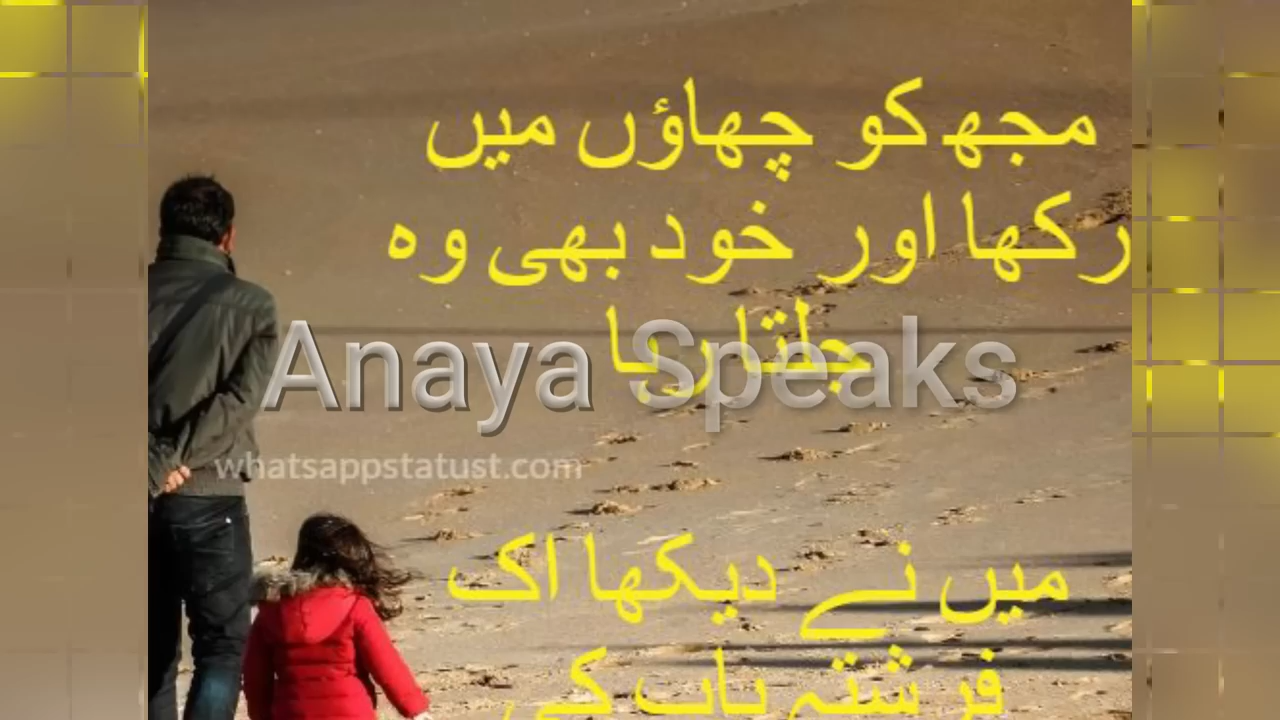 مجھ کو چھاؤں میں
رکھا اور خود بھی وہ
جلتا رہا
Anaya Speaks
whatsappstatust.com
میں نے دیکھا اک
فرشتہ باپ کی